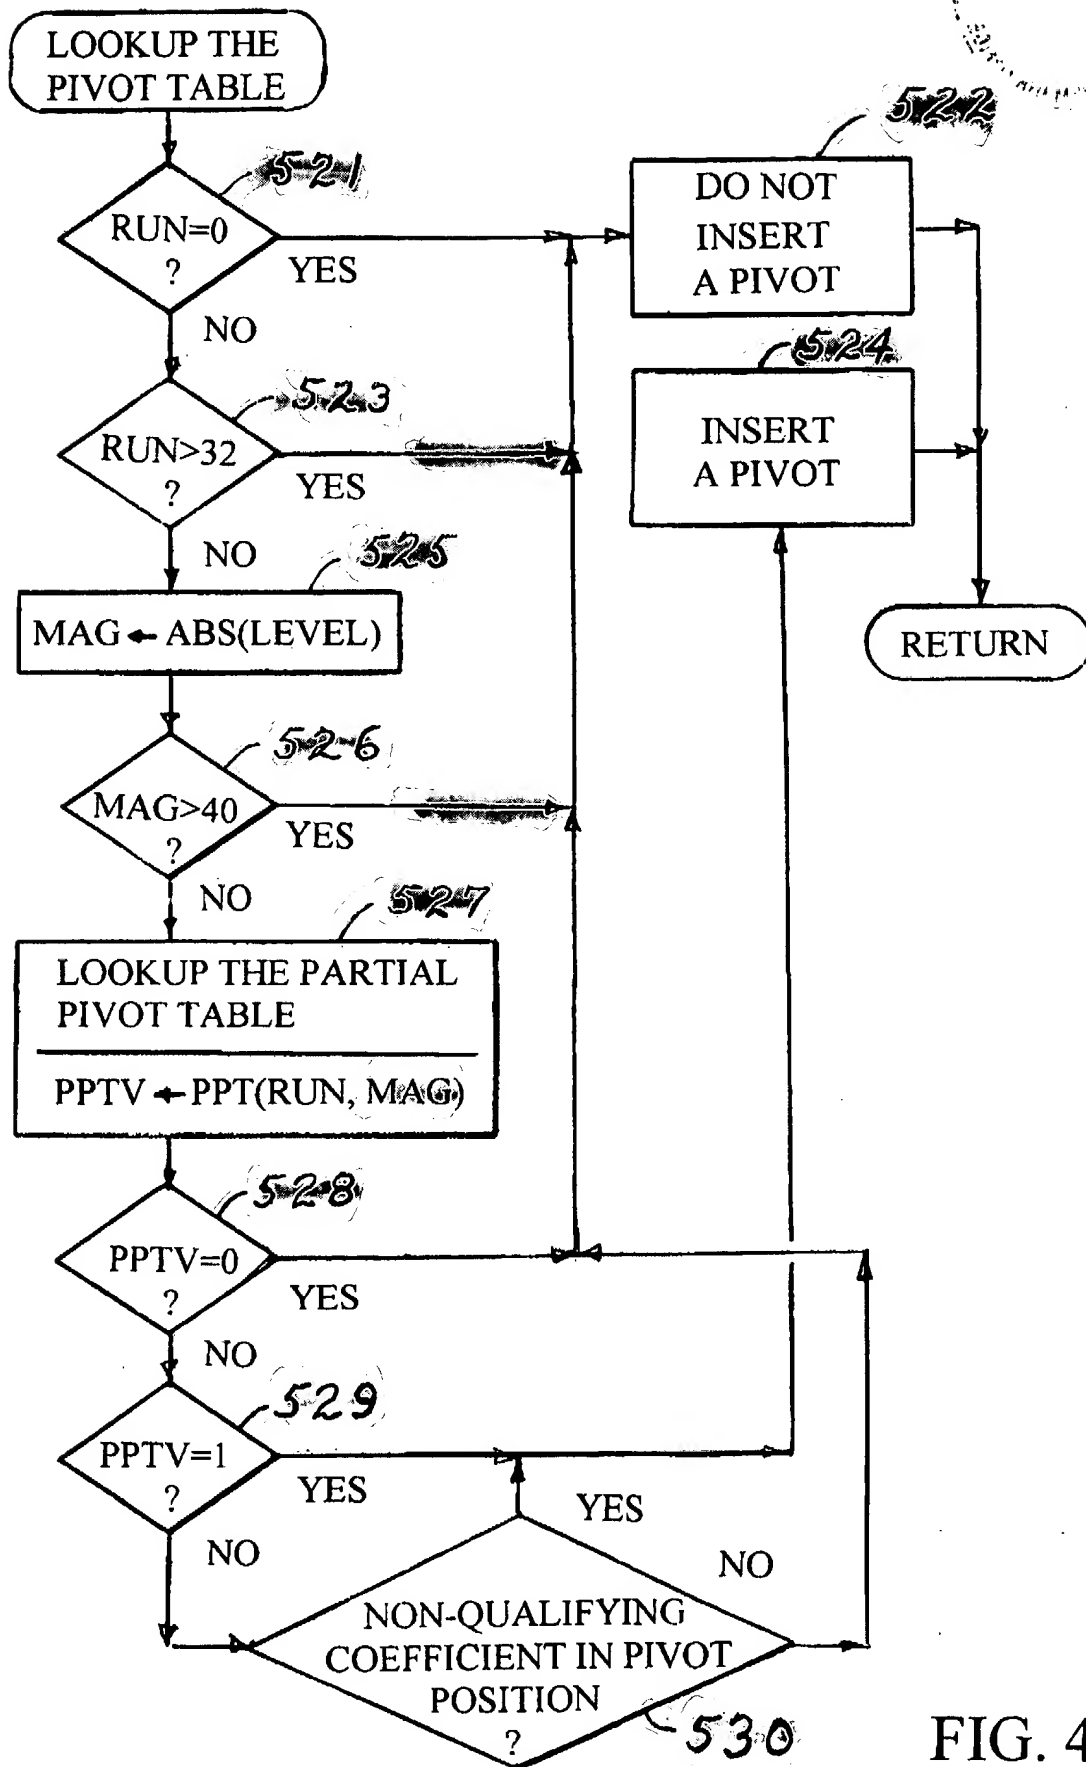 LOOKUP THE
PIVOT TABLE
521
RUN=0
?
YES
NO
522
DO NOT
INSERT
A PIVOT
523
RUN>32
?
YES
NO
524
INSERT
A PIVOT
525
MAG ← ABS(LEVEL)
RETURN
526
MAG>40
?
YES
NO
527
LOOKUP THE PARTIAL
PIVOT TABLE
PPTV ← PPT(RUN, MAG)
528
PPTV=0
?
YES
NO
529
PPTV=1
?
YES
NO
YES
NO
NON-QUALIFYING
COEFFICIENT IN PIVOT
POSITION
?
530
FIG. 4